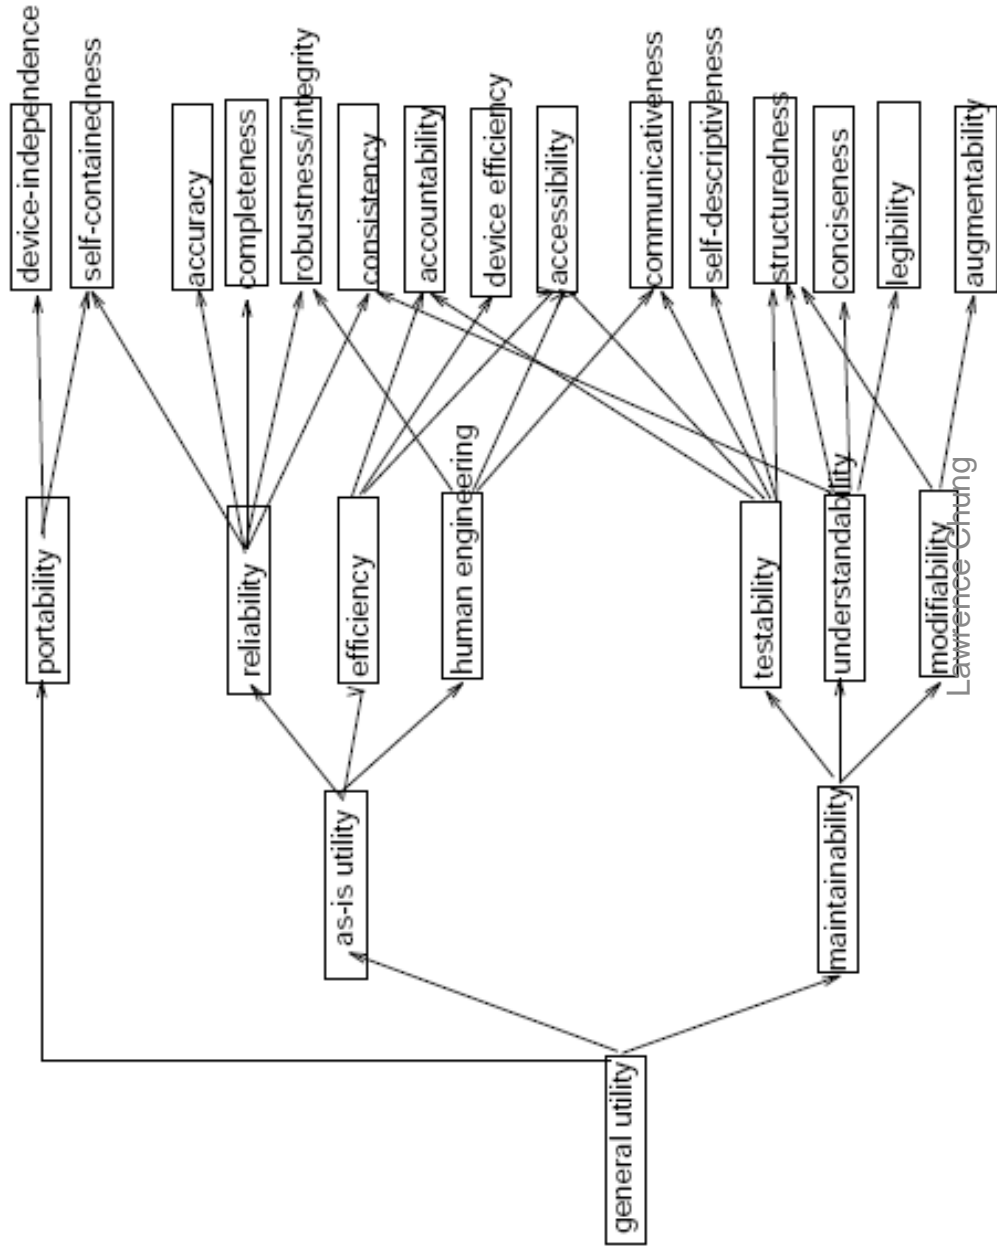 general utility
portability
as-is utility
maintainability
reliability
efficiency
human engineering
testability
understandability
modifiability
device-independence
self-containedness
accuracy
completeness
robustness/integrity
consistency
accountability
device efficiency
accessibility
communicativeness
self-descriptiveness
structuredness
conciseness
legibility
augmentability
Lawrence Chung